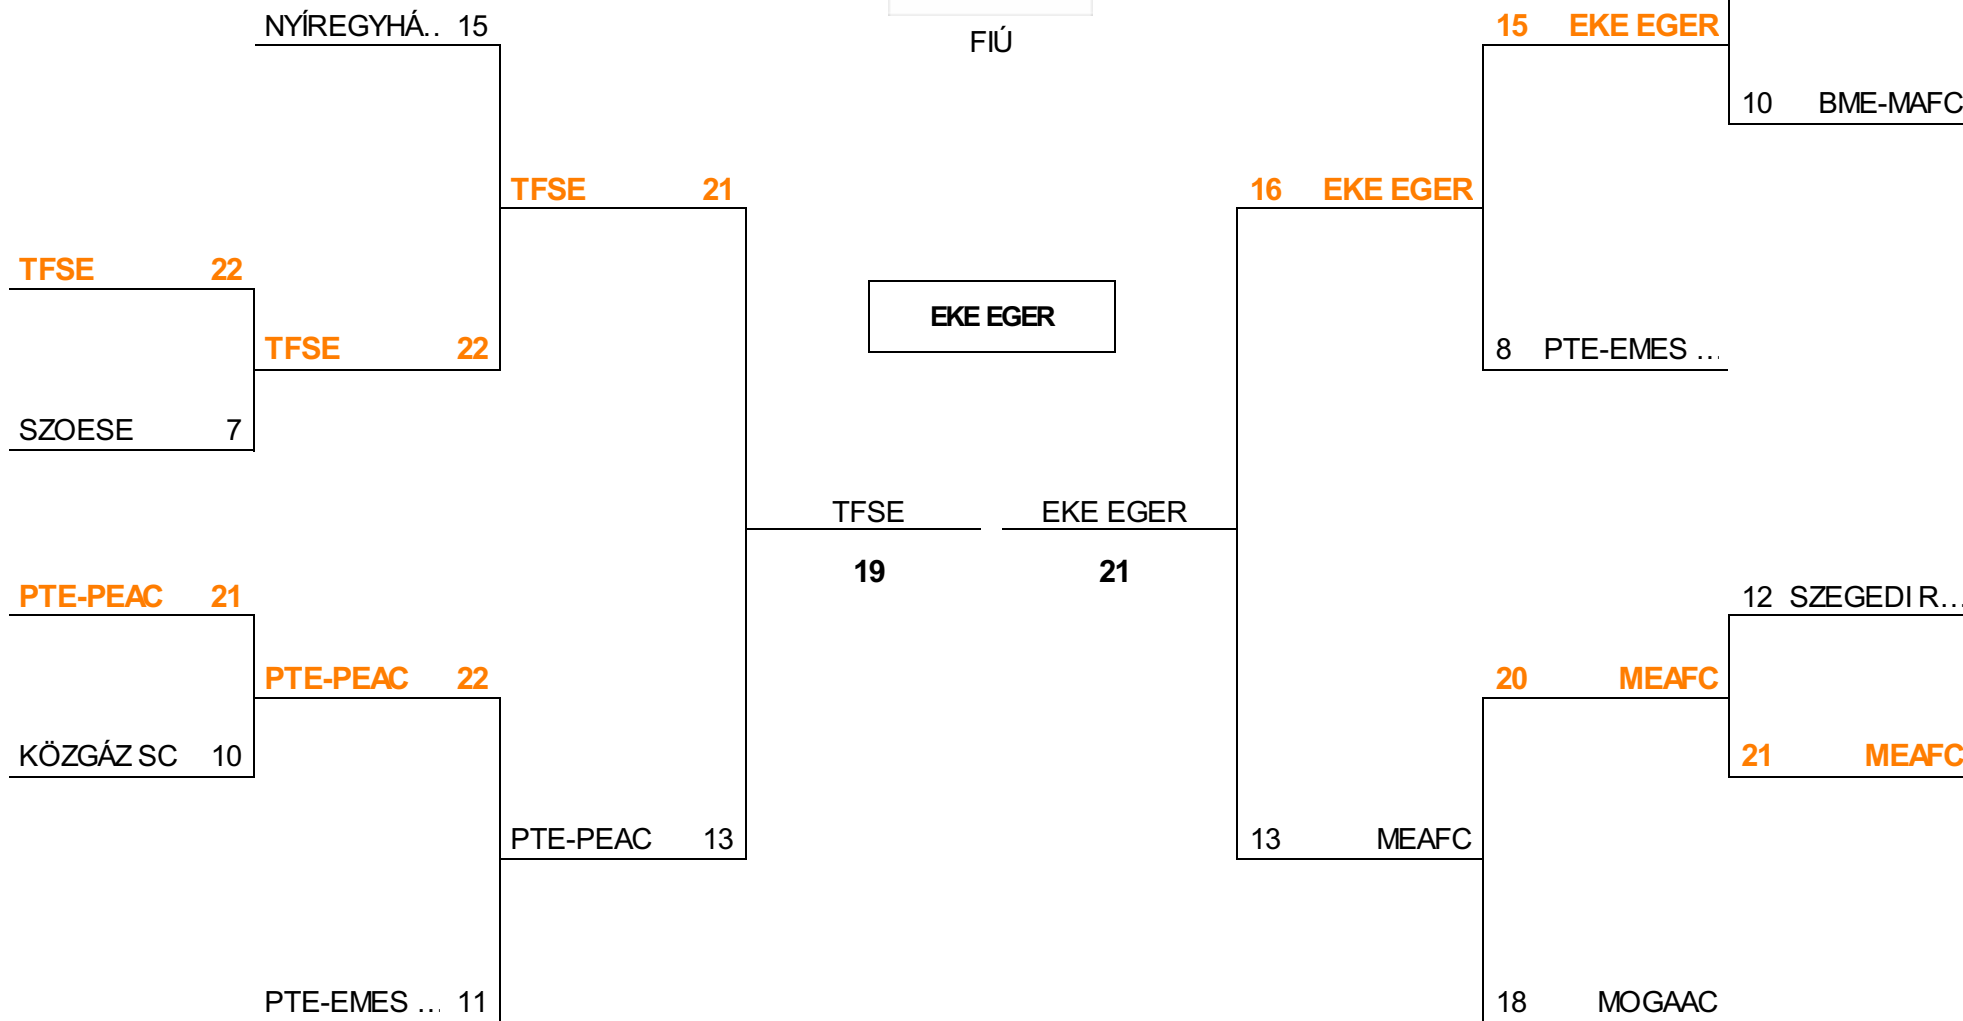 NYÍREGYHÁ.. 15
FIÚ
15 EKE EGER
10 BME-MAFC
TFSE 21
16 EKE EGER
TFSE 22
EKE EGER
TFSE 22
8 PTE-EMES ...
SZOESE 7
TFSE
EKE EGER
19
21
PTE-PEAC 21
12 SZEGEDI R...
PTE-PEAC 22
20 MEAFC
KÖZGÁZ SC 10
21 MEAFC
PTE-PEAC 13
13 MEAFC
PTE-EMES ... 11
18 MOGAAC